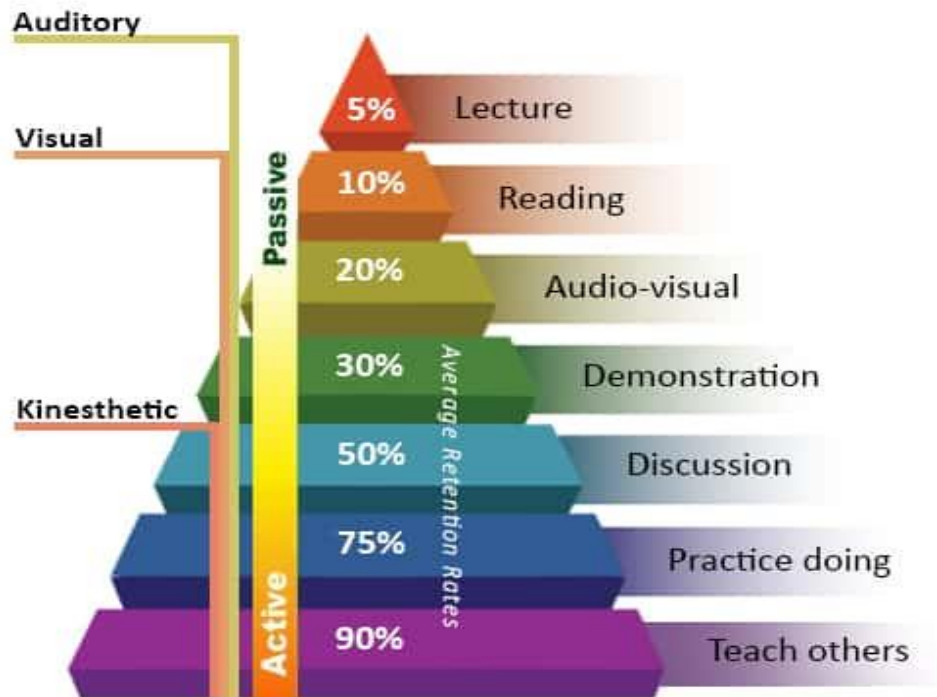 Auditory
Visual
Kinesthetic
Passive
Active
5%
Lecture
10%
Reading
20%
Audio-visual
30%
Demonstration
50%
Discussion
75%
Practice doing
90%
Teach others
Average Retention Rates